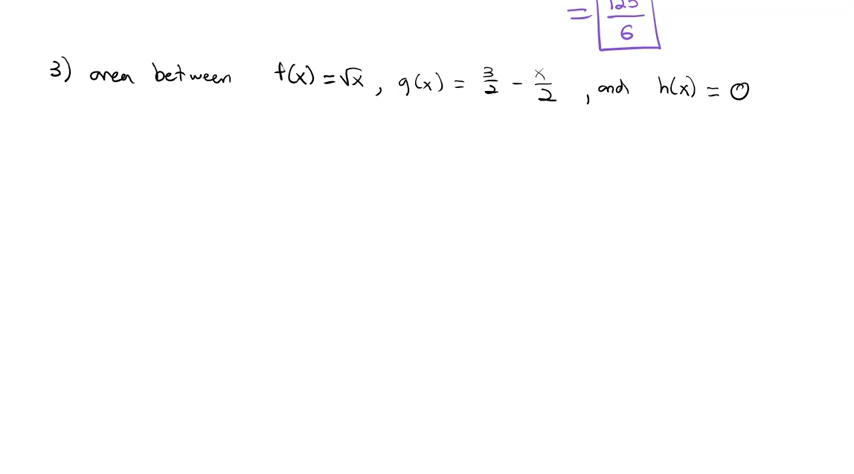 = 125/6
3) area between f(x) = √x , g(x) = 3/2 - x/2 , and h(x) = 0